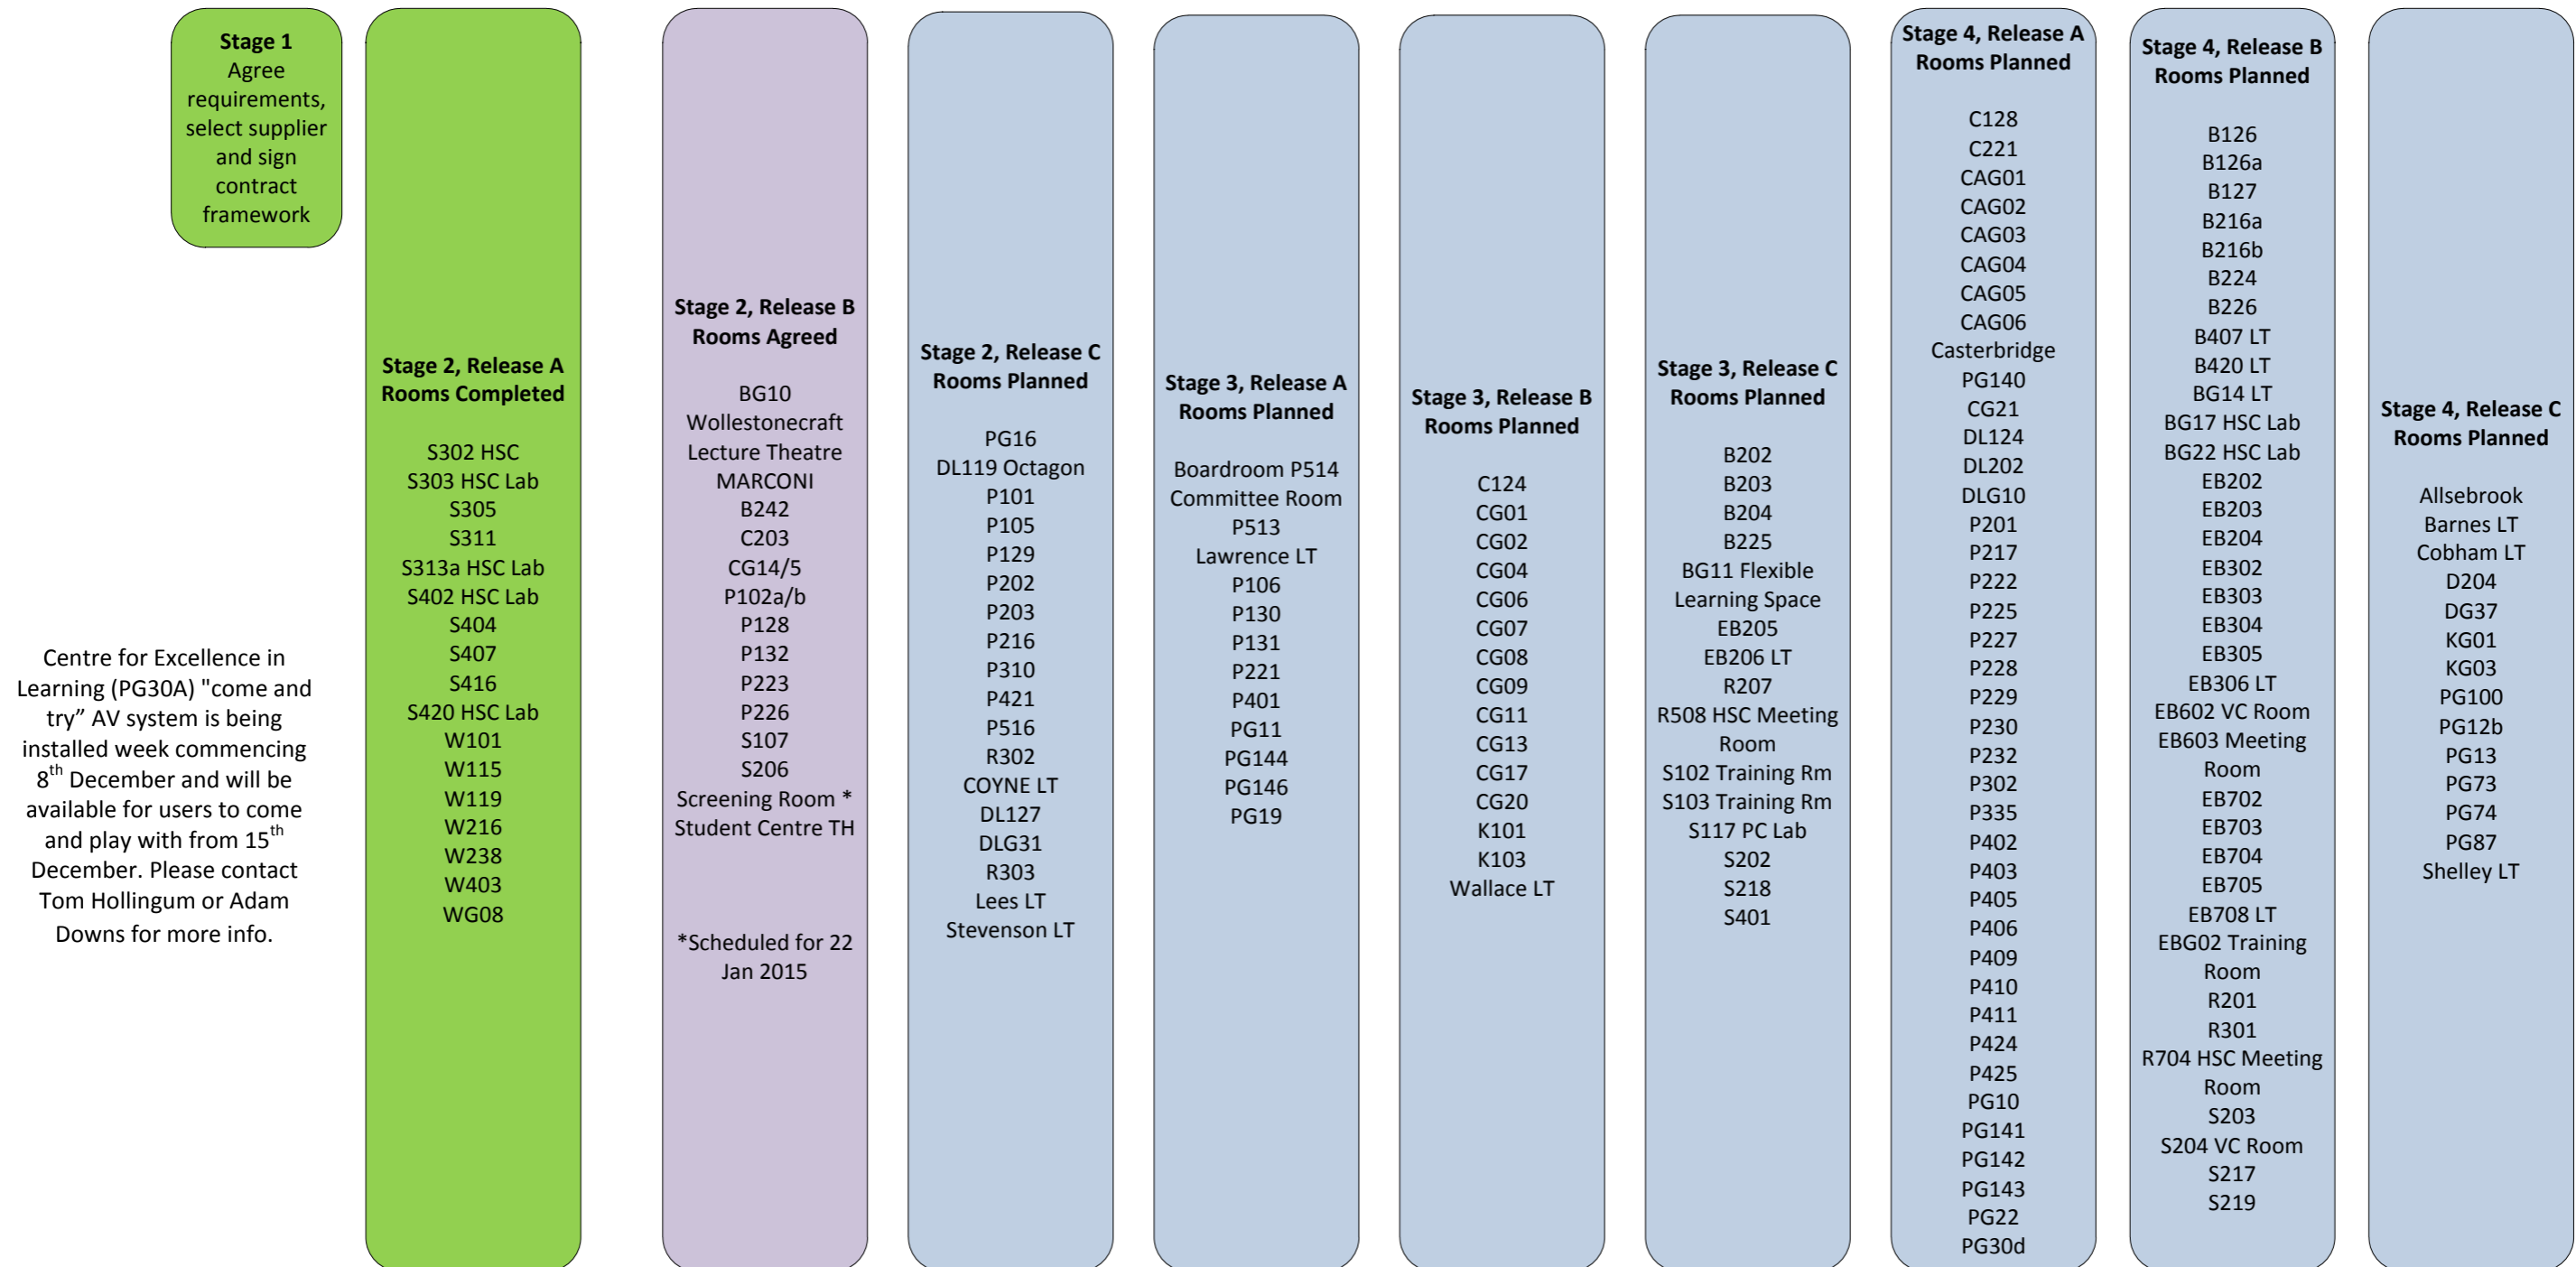 Stage 1
Agree
requirements,
select supplier
and sign
contract
framework
Centre for Excellence in
Learning (PG30A) "come and
try” AV system is being
installed week commencing
8th December and will be
available for users to come
and play with from 15th
December. Please contact
Tom Hollingum or Adam
Downs for more info.
Stage 2, Release A
Rooms Completed
S302 HSC
S303 HSC Lab
S305
S311
S313a HSC Lab
S402 HSC Lab
S404
S407
S416
S420 HSC Lab
W101
W115
W119
W216
W238
W403
WG08
Stage 2, Release B
Rooms Agreed
BG10
Wollestonecraft
Lecture Theatre
MARCONI
B242
C203
CG14/5
P102a/b
P128
P132
P223
P226
S107
S206
Screening Room *
Student Centre TH
*Scheduled for 22
Jan 2015
Stage 2, Release C
Rooms Planned
PG16
DL119 Octagon
P101
P105
P129
P202
P203
P216
P310
P421
P516
R302
COYNE LT
DL127
DLG31
R303
Lees LT
Stevenson LT
Stage 3, Release A
Rooms Planned
Boardroom P514
Committee Room
P513
Lawrence LT
P106
P130
P131
P221
P401
PG11
PG144
PG146
PG19
Stage 3, Release B
Rooms Planned
C124
CG01
CG02
CG04
CG06
CG07
CG08
CG09
CG11
CG13
CG17
CG20
K101
K103
Wallace LT
Stage 3, Release C
Rooms Planned
B202
B203
B204
B225
BG11 Flexible
Learning Space
EB205
EB206 LT
R207
R508 HSC Meeting
Room
S102 Training Rm
S103 Training Rm
S117 PC Lab
S202
S218
S401
Stage 4, Release A
Rooms Planned
C128
C221
CAG01
CAG02
CAG03
CAG04
CAG05
CAG06
Casterbridge
PG140
CG21
DL124
DL202
DLG10
P201
P217
P222
P225
P227
P228
P229
P230
P232
P302
P335
P402
P403
P405
P406
P409
P410
P411
P424
P425
PG10
PG141
PG142
PG143
PG22
PG30d
Stage 4, Release B
Rooms Planned
B126
B126a
B127
B216a
B216b
B224
B226
B407 LT
B420 LT
BG14 LT
BG17 HSC Lab
BG22 HSC Lab
EB202
EB203
EB204
EB302
EB303
EB304
EB305
EB306 LT
EB602 VC Room
EB603 Meeting
Room
EB702
EB703
EB704
EB705
EB708 LT
EBG02 Training
Room
R201
R301
R704 HSC Meeting
Room
S203
S204 VC Room
S217
S219
Stage 4, Release C
Rooms Planned
Allsebrook
Barnes LT
Cobham LT
D204
DG37
KG01
KG03
PG100
PG12b
PG13
PG73
PG74
PG87
Shelley LT